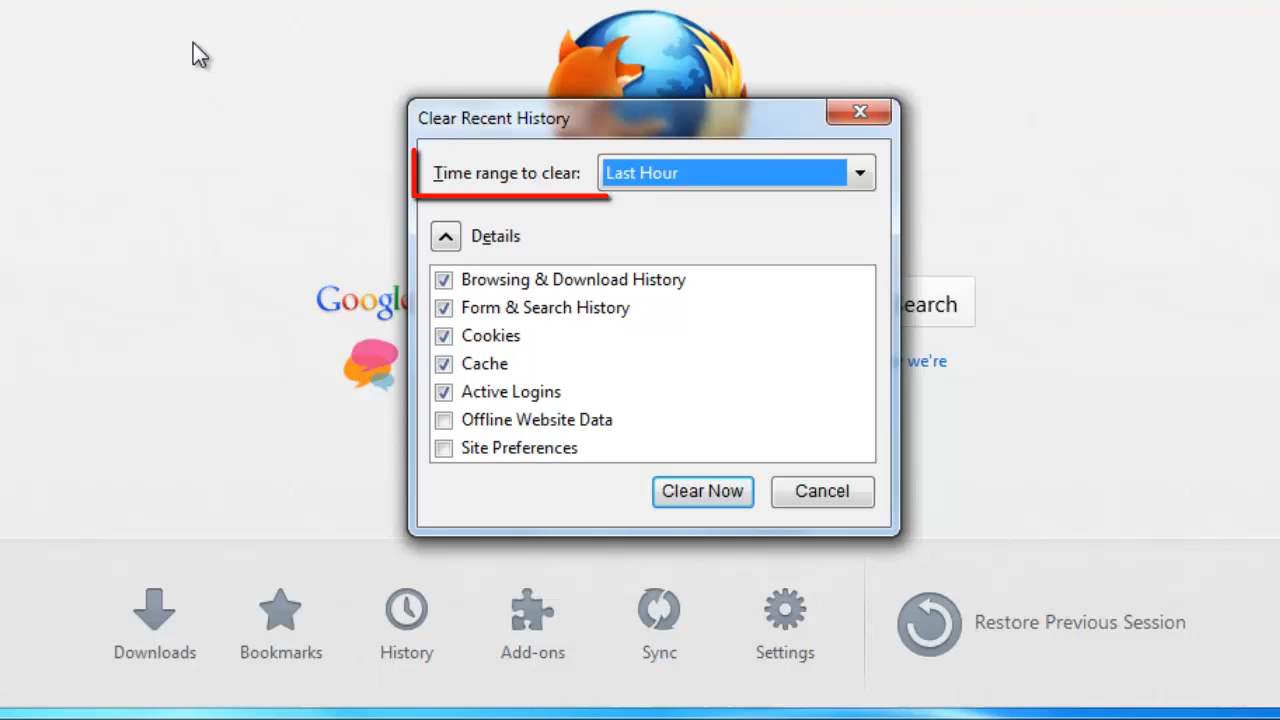 Clear Recent History
Time range to clear: Last Hour
Details
Browsing & Download History
Form & Search History
Cookies
Cache
Active Logins
Offline Website Data
Site Preferences
Clear Now Cancel
Google
earch
we're
Downloads Bookmarks History Add-ons Sync Settings Restore Previous Session